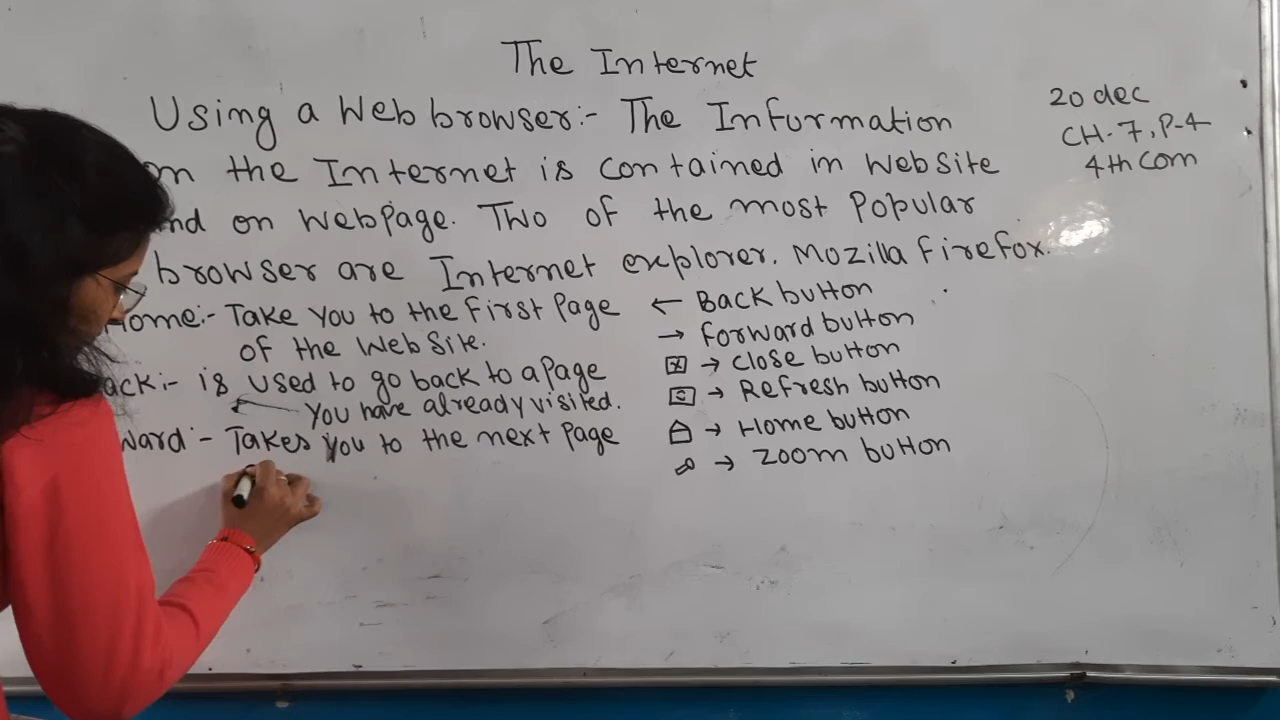 The Internet
20 dec
CH-7, P-4
4th Com
Using a Web browser:- The Information
on the Internet is contained in website
and on webpage. Two of the most Popular
browser are Internet explorer. Mozilla Firefox.
Home:- Take you to the First Page
of the Web Site.
ack:- is used to go back to a page
You have already visited.
ward:- Takes you to the next page
← Back button
→ Forward button
→ Close button
→ Refresh button
→ Home button
→ Zoom button